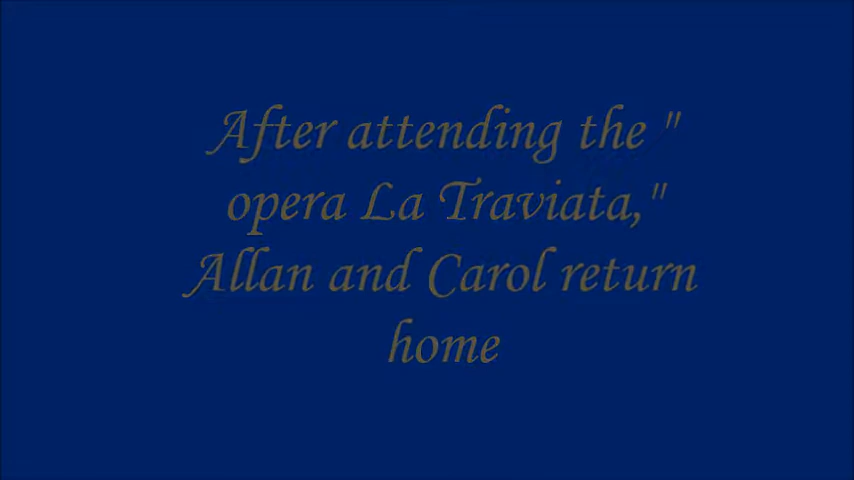 After attending the "
opera La Traviata,"
Allan and Carol return
home